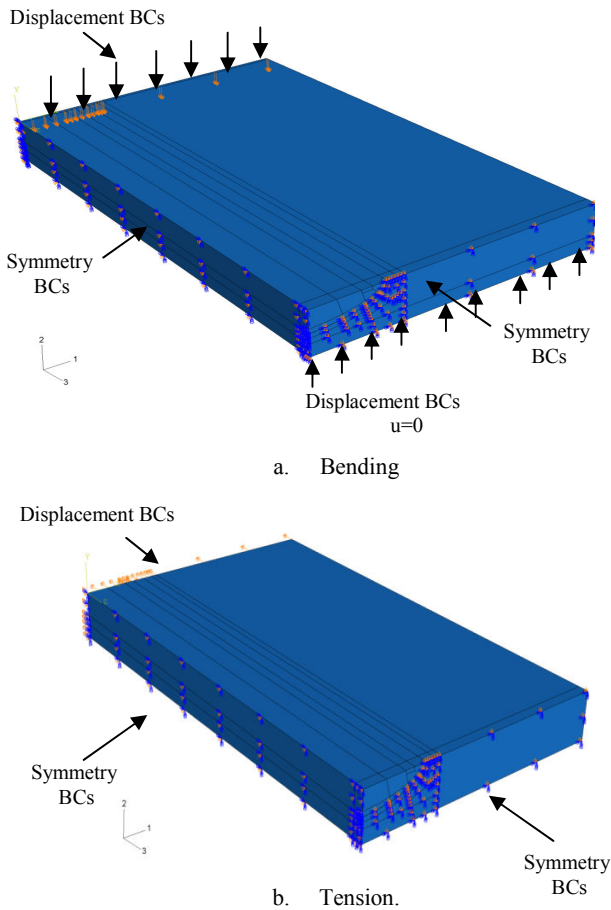 Displacement BCs
Y
Symmetry
BCs
Symmetry
BCs
2
1
3
Displacement BCs
u=0
a. Bending
Displacement BCs
Y
Symmetry
BCs
2
1
3
Symmetry
BCs
b. Tension.